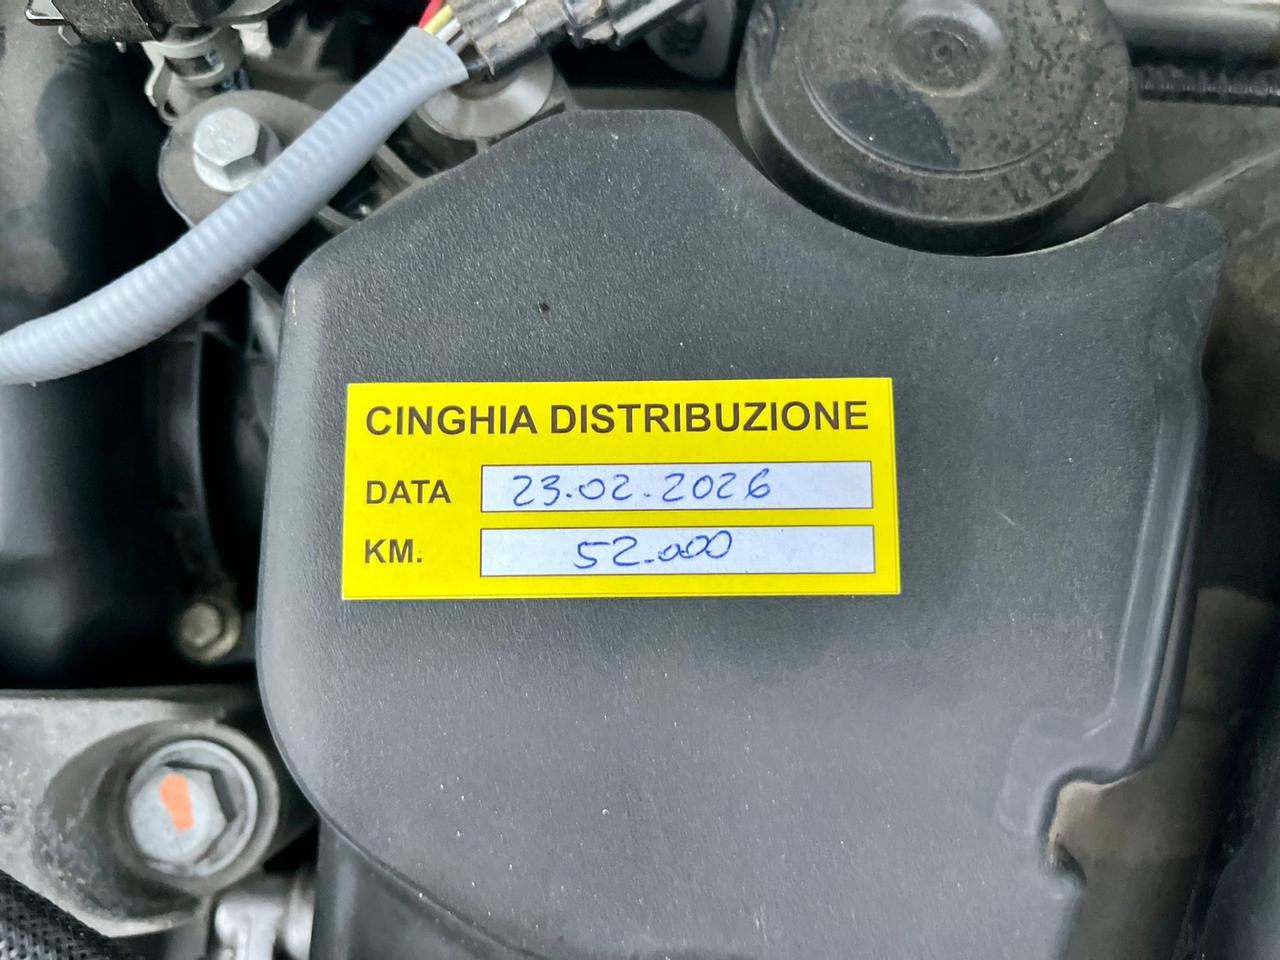 CINGHIA DISTRIBUZIONE
DATA 23.02.2026
KM. 52.000